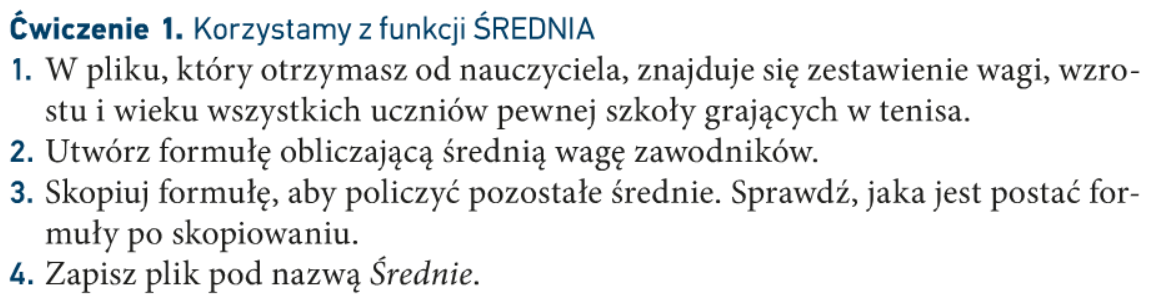 Ćwiczenie 1. Korzystamy z funkcji ŚREDNIA
1. W pliku, który otrzymasz od nauczyciela, znajduje się zestawienie wagi, wzro-
stu i wieku wszystkich uczniów pewnej szkoły grających w tenisa.
2. Utwórz formułę obliczającą średnią wagę zawodników.
3. Skopiuj formułę, aby policzyć pozostałe średnie. Sprawdź, jaka jest postać for-
muły po skopiowaniu.
4. Zapisz plik pod nazwą Średnie.